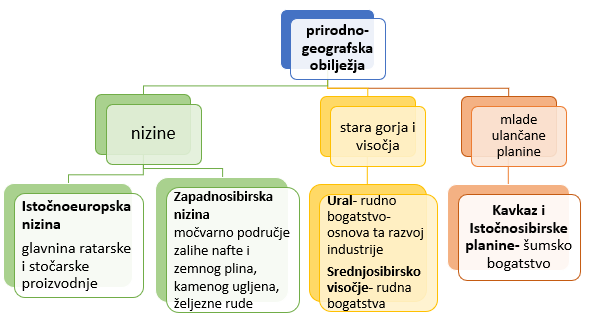 prirodno-
geografska
obilježja
nizine
stara gorja i
visočja
mlade
ulančane
planine
Istočnoeuropska
nizina
glavnina ratarske
i stočarske
proizvodnje
Zapadnosibirska
nizina
močvarno područje
zalihe nafte i
zemnog plina,
kamenog ugljena,
željezne rude
Ural- rudno
bogatstvo-
osnova ta razvoj
industrije
Srednjosibirsko
visočje- rudna
bogatstva
Kavkaz i
Istočnosibirske
planine- šumsko
bogatstvo